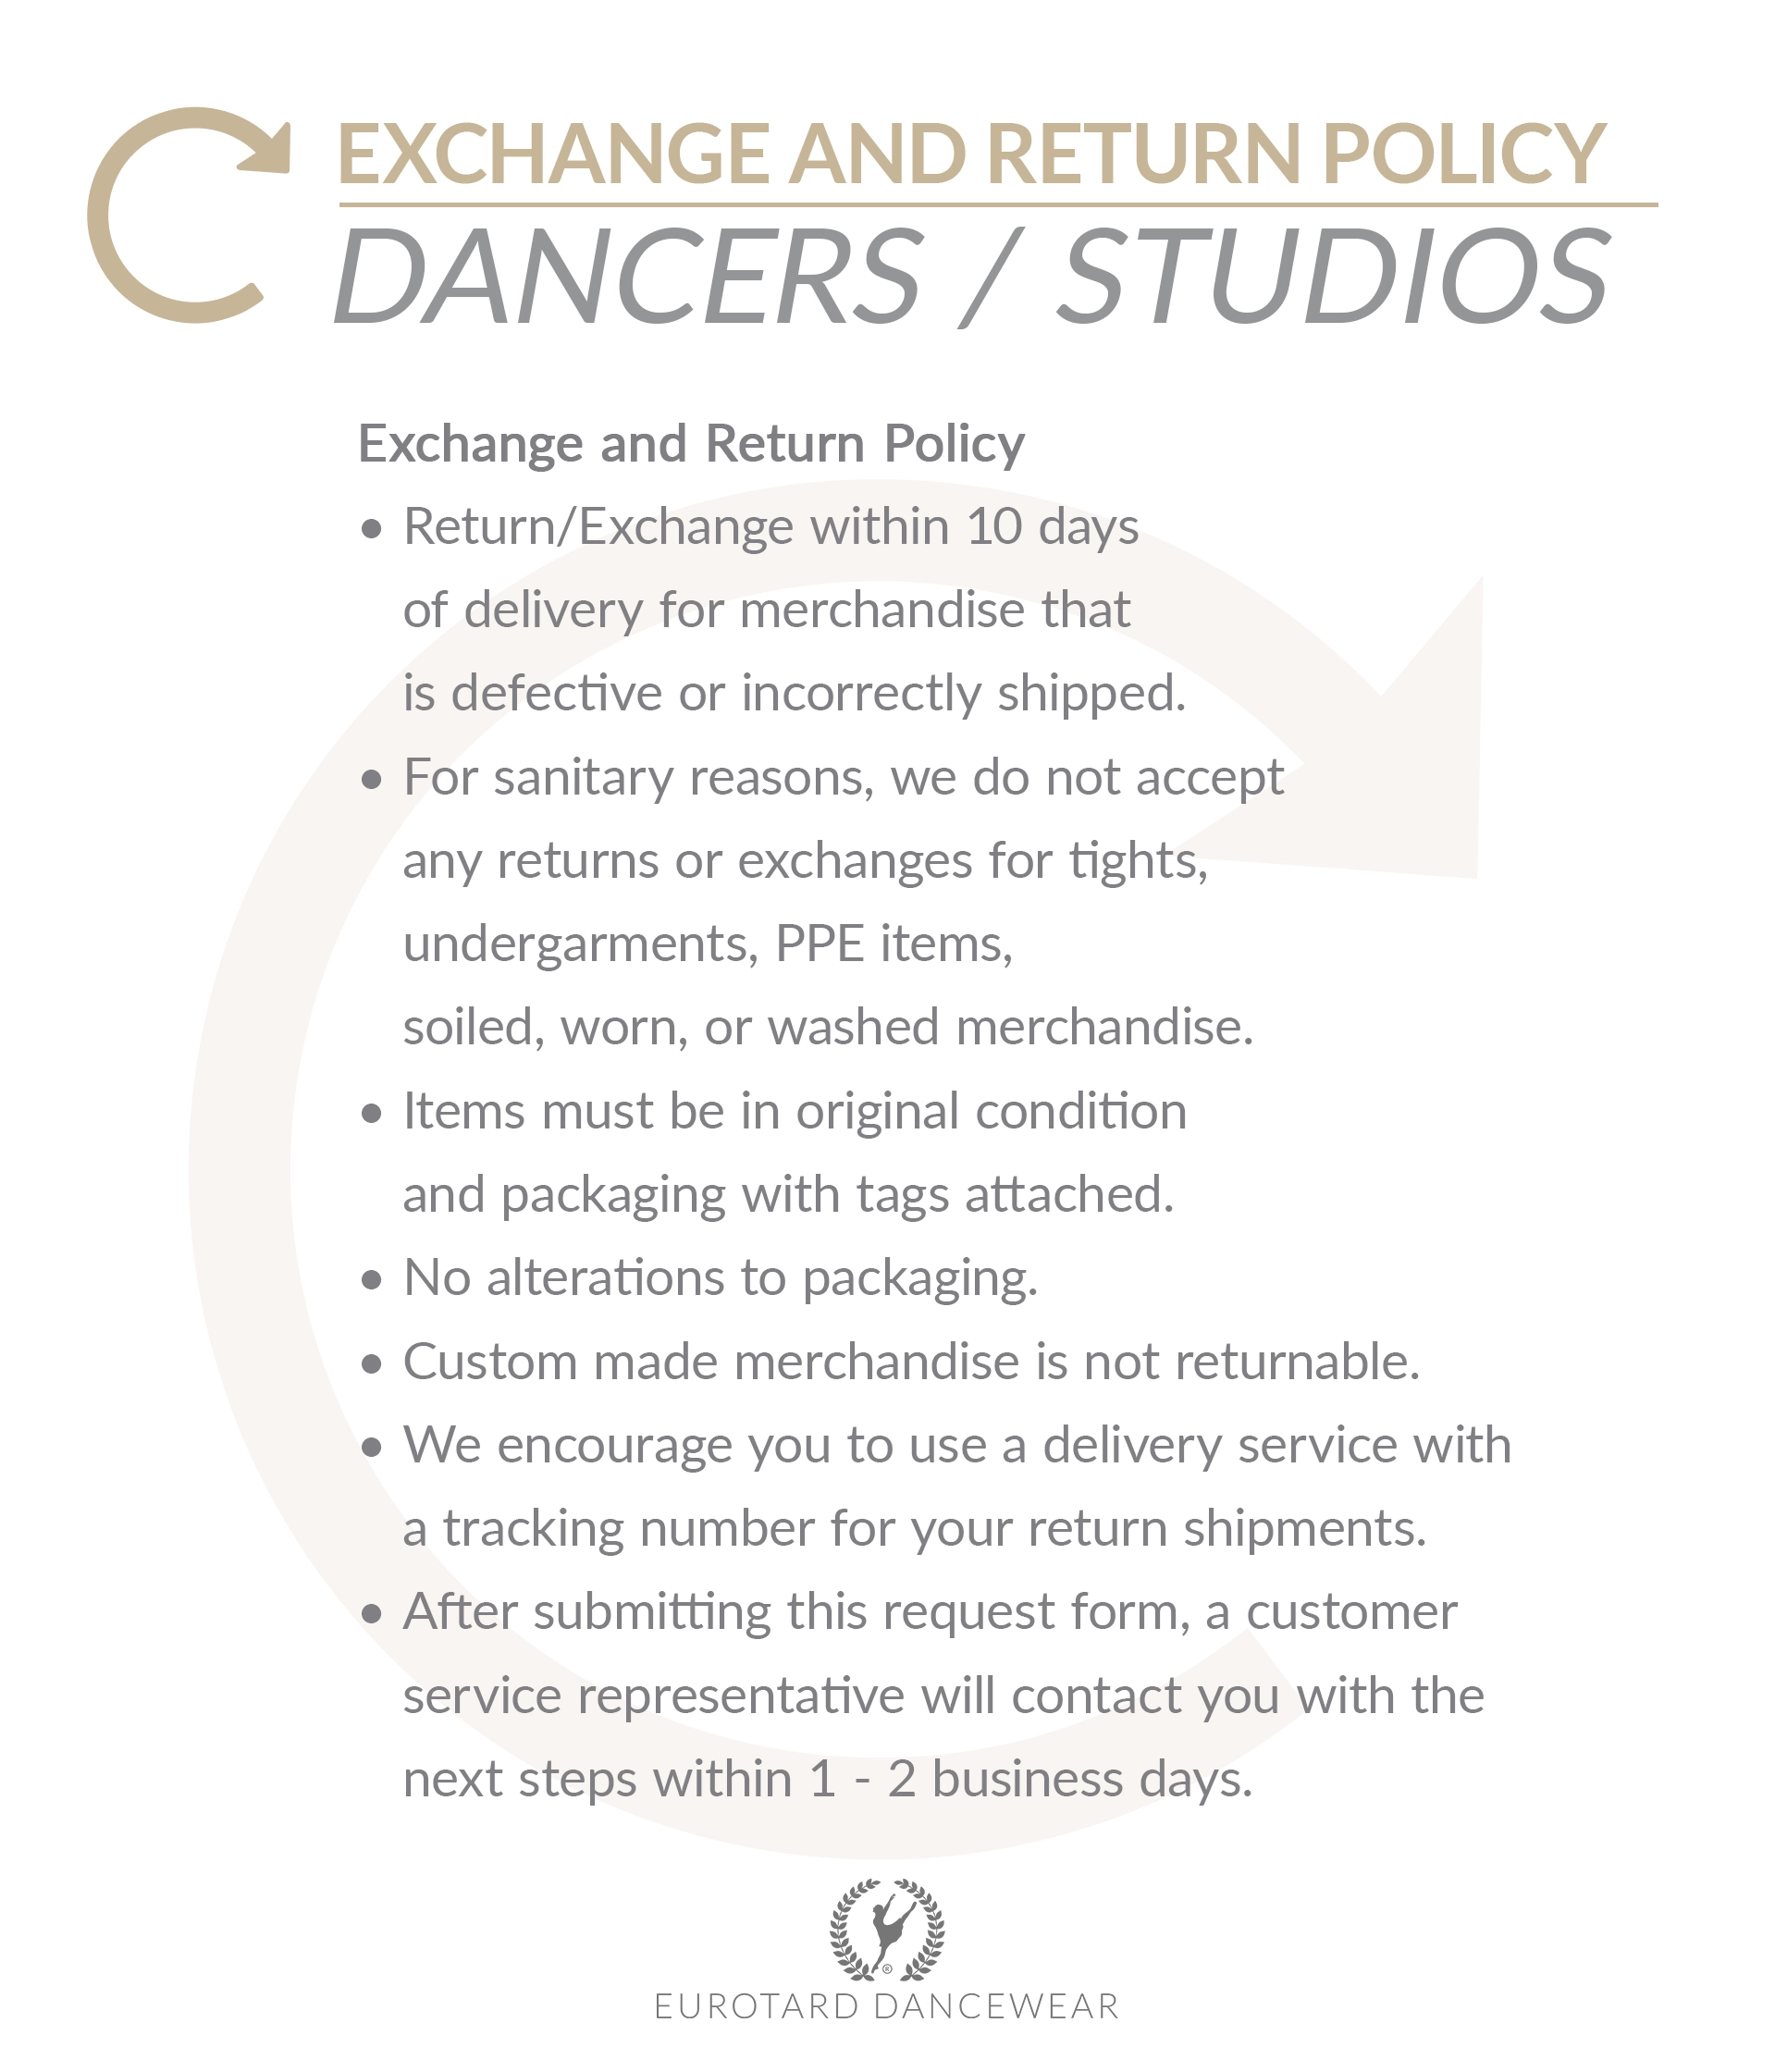 EXCHANGE AND RETURN POLICY
DANCERS / STUDIOS
Exchange and Return Policy
• Return/Exchange within 10 days
of delivery for merchandise that
is defective or incorrectly shipped.
• For sanitary reasons, we do not accept
any returns or exchanges for tights,
undergarments, PPE items,
soiled, worn, or washed merchandise.
• Items must be in original condition
and packaging with tags attached.
• No alterations to packaging.
• Custom made merchandise is not returnable.
• We encourage you to use a delivery service with
a tracking number for your return shipments.
• After submitting this request form, a customer
service representative will contact you with the
next steps within 1 - 2 business days.
®
EUROTARD DANCEWEAR